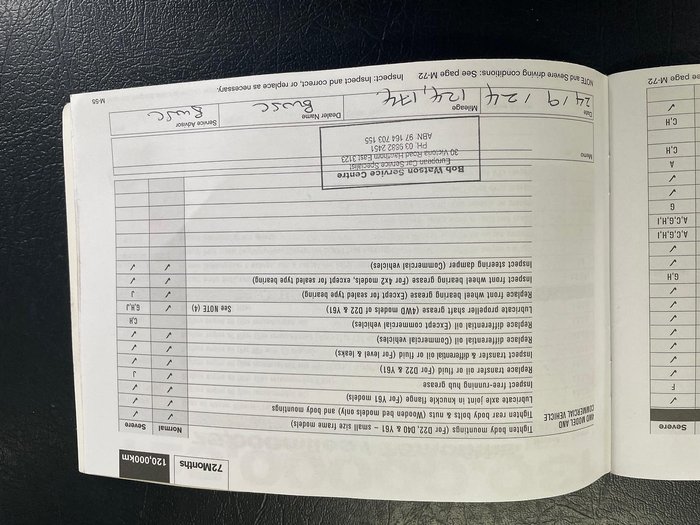 72Months
120,000km
4WD MODEL AND
COMMERCIAL VEHICLE
Normal Severe
Tighten body mountings (For D22, D40 & Y61 – small size frame models) ✓ ✓
Tighten rear body bolts & nuts (Wooden bed models only) and body mountings ✓ ✓
Lubricate axle joint in knuckle flange (For Y61 models) ✓ ✓
Inspect free-running hub grease ✓ ✓
Replace transfer oil or fluid (For D22 & Y61) ✓ J
Inspect transfer & differential oil or fluid (For level & leaks) ✓ ✓
Replace differential oil (Commercial vehicles) ✓ ✓
Replace differential oil (Except commercial vehicles) C,H
Lubricate propeller shaft grease (4WD models of D22 & Y61) See NOTE (4) G,H,J
Replace front wheel bearing grease (Except for sealed type bearing) ✓ J
Inspect front wheel bearing grease (For 4x2 models, except for sealed type bearing) ✓ ✓
Inspect steering damper (Commercial vehicles) ✓ ✓
Memo
Bob Watson Service Centre
European Car Service Specialist
30 Victoria Road Hawthorn East 3123
PH: 03 9882 2451
ABN: 97 164 703 155
Date Mileage Dealer Name Service Advisor
24/9/24 124,174 BWSC BWSC
NOTE and Severe driving conditions: See page M-72 Inspect: Inspect and correct, or replace as necessary.
M-55
Severe
✓
F
✓
✓
✓
✓
✓
✓
G,H
✓
✓
A,C,G,H,I
A,C,G,H,I
G
✓
✓
A
C,H
✓
C,H
✓
See page M-72